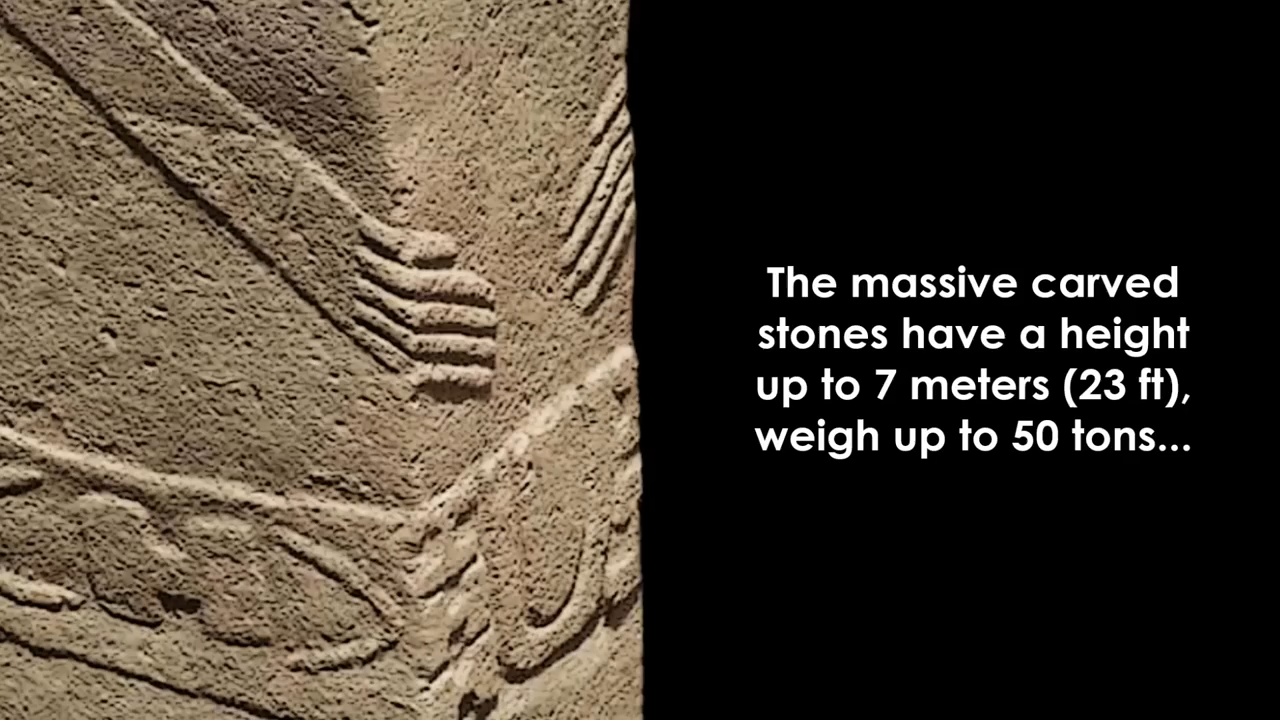 The massive carved
stones have a height
up to 7 meters (23 ft),
weigh up to 50 tons...